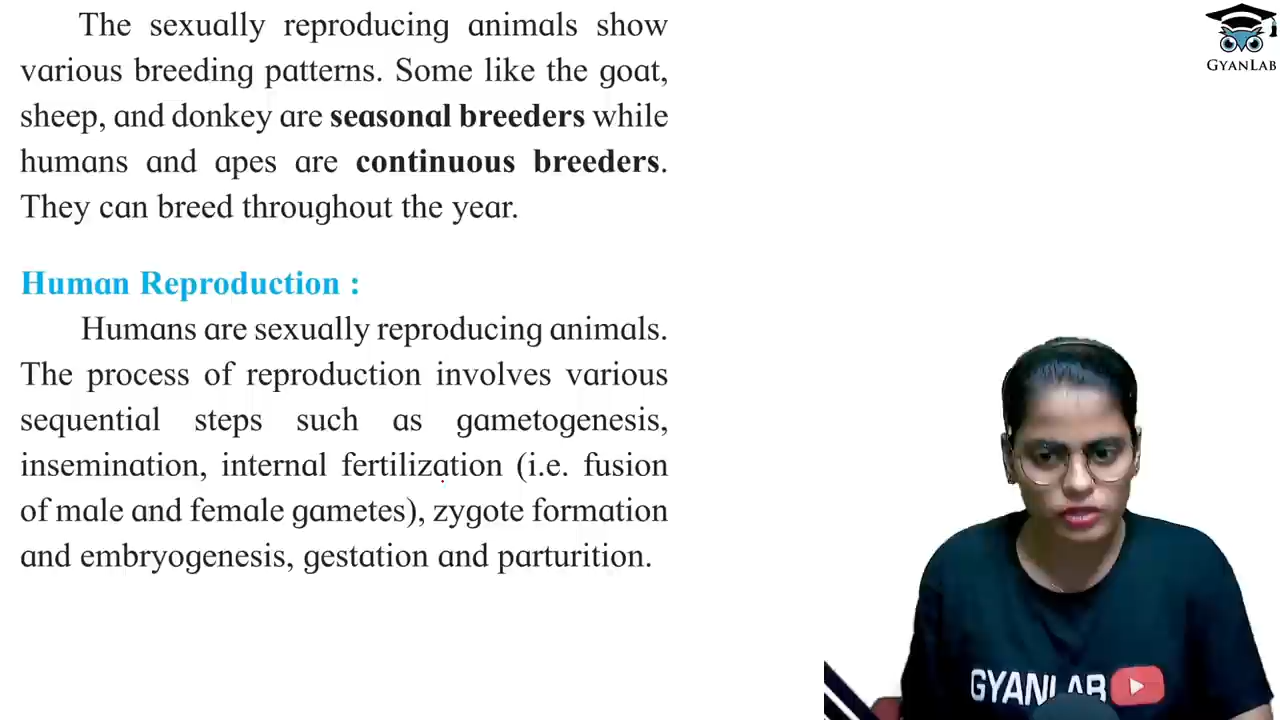 The sexually reproducing animals show
various breeding patterns. Some like the goat,
sheep, and donkey are seasonal breeders while
humans and apes are continuous breeders.
They can breed throughout the year.
Human Reproduction :
Humans are sexually reproducing animals.
The process of reproduction involves various
sequential steps such as gametogenesis,
insemination, internal fertilization (i.e. fusion
of male and female gametes), zygote formation
and embryogenesis, gestation and parturition.
GYANLAB
GYANLAB